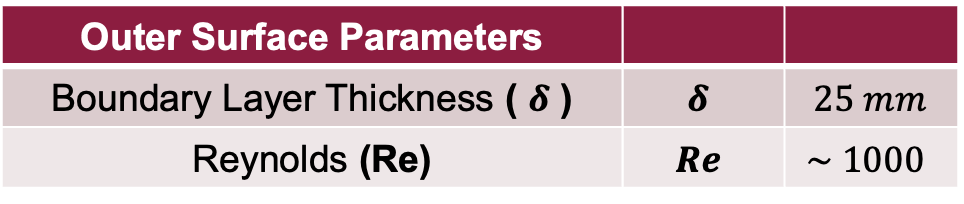 Outer Surface Parameters
Boundary Layer Thickness ( δ ) δ 25 mm
Reynolds (Re) Re ~ 1000